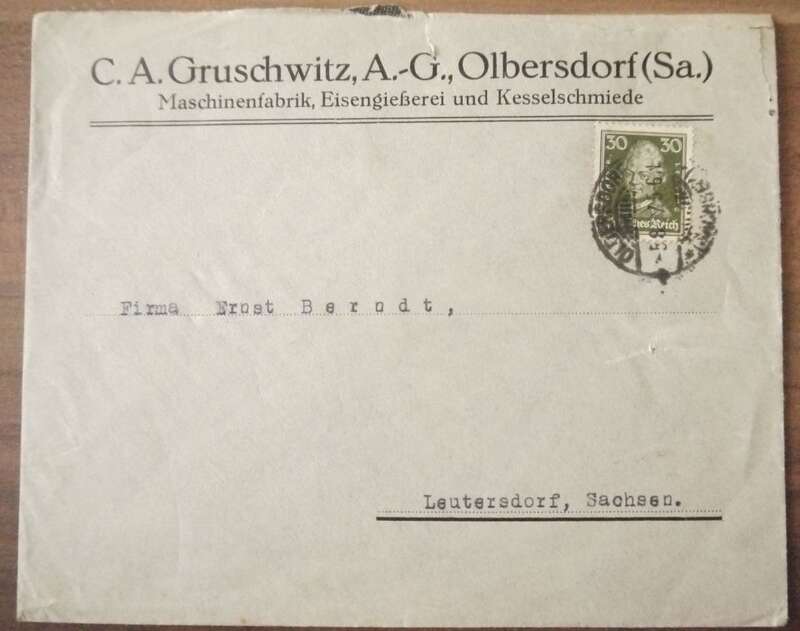 C. A. Gruschwitz, A.-G., Olbersdorf (Sa.)
Maschinenfabrik, Eisengießerei und Kesselschmiede
30 30
Firma Ernst Berndt,
Leutersdorf, Sachsen.